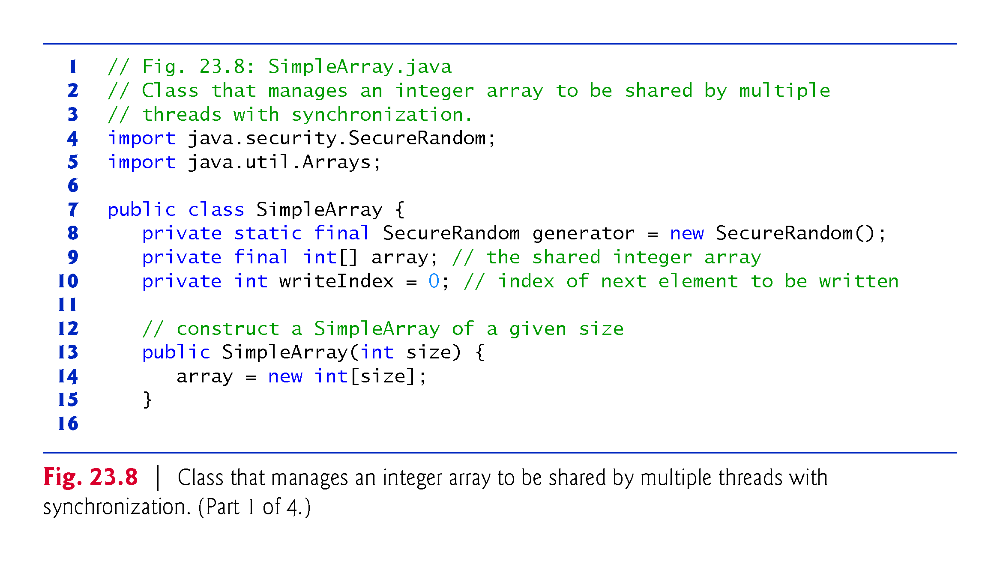 1 // Fig. 23.8: SimpleArray.java
2 // Class that manages an integer array to be shared by multiple
3 // threads with synchronization.
4 import java.security.SecureRandom;
5 import java.util.Arrays;
6
7 public class SimpleArray {
8    private static final SecureRandom generator = new SecureRandom();
9    private final int[] array; // the shared integer array
10    private int writeIndex = 0; // index of next element to be written
11
12    // construct a SimpleArray of a given size
13    public SimpleArray(int size) {
14       array = new int[size];
15    }
16
Fig. 23.8 | Class that manages an integer array to be shared by multiple threads with
synchronization. (Part 1 of 4.)